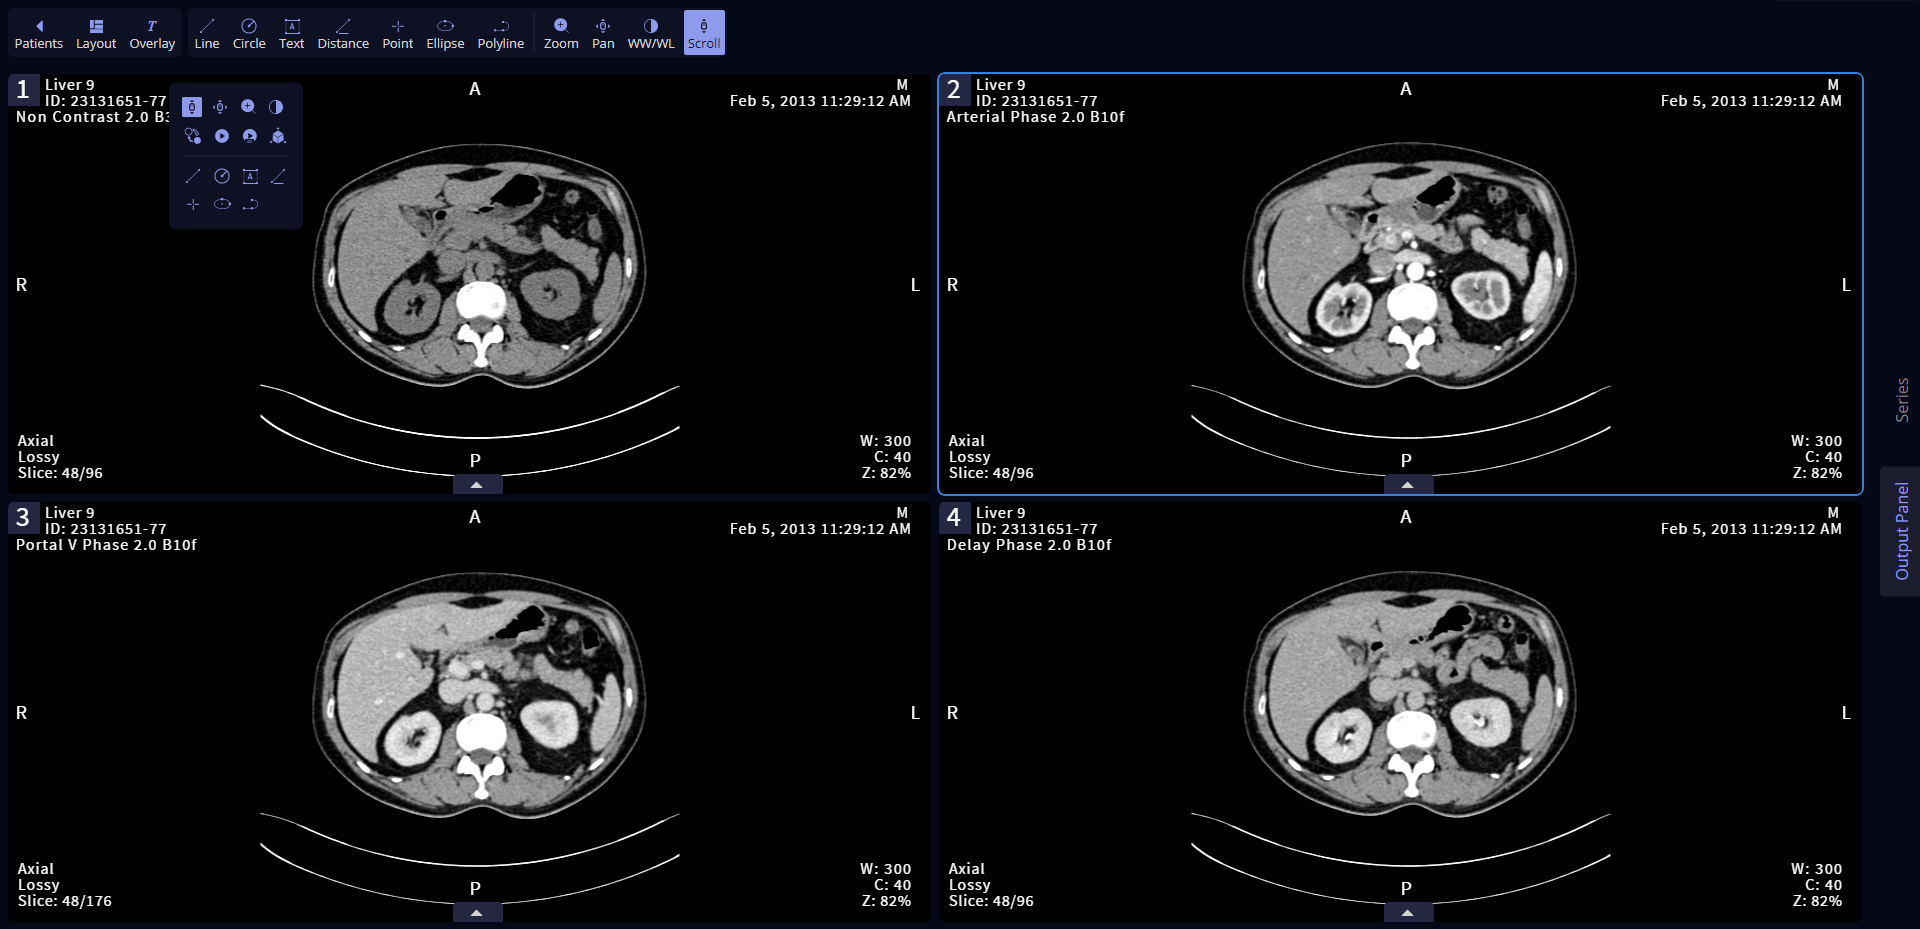 Patients Layout Overlay Line Circle Text Distance Point Ellipse Polyline Zoom Pan WW/WL Scroll
1
Liver 9
ID: 23131651-77
Non Contrast 2.0 B3
A
M
Feb 5, 2013 11:29:12 AM
R
L
Axial
Lossy
Slice: 48/96
P
W: 300
C: 40
Z: 82%
2
Liver 9
ID: 23131651-77
Arterial Phase 2.0 B10f
A
M
Feb 5, 2013 11:29:12 AM
R
L
Axial
Lossy
Slice: 48/96
P
W: 300
C: 40
Z: 82%
3
Liver 9
ID: 23131651-77
Portal V Phase 2.0 B10f
A
M
Feb 5, 2013 11:29:12 AM
R
L
Axial
Lossy
Slice: 48/176
P
W: 300
C: 40
Z: 82%
4
Liver 9
ID: 23131651-77
Delay Phase 2.0 B10f
A
M
Feb 5, 2013 11:29:12 AM
R
L
Axial
Lossy
Slice: 48/96
P
W: 300
C: 40
Z: 82%
Series
Output Panel